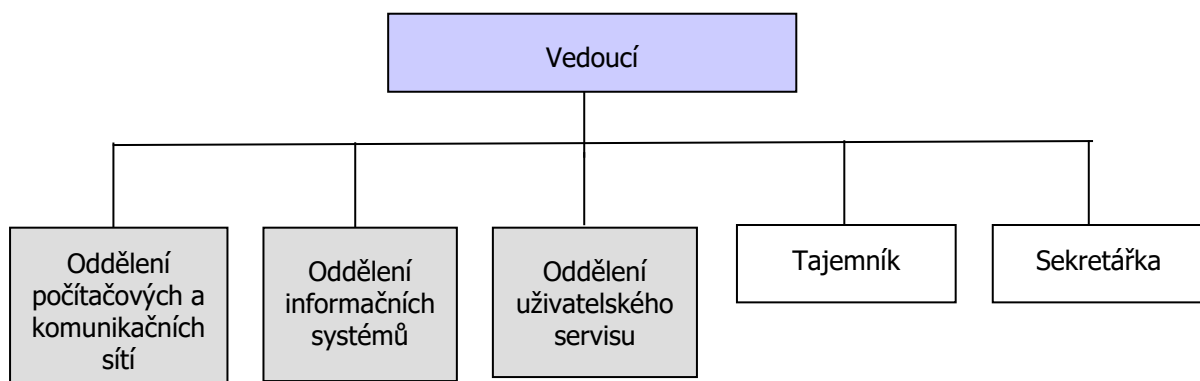 Vedoucí
Oddělení
počítačových a
komunikačních
sítí
Oddělení
informačních
systémů
Oddělení
uživatelského
servisu
Tajemník
Sekretářka